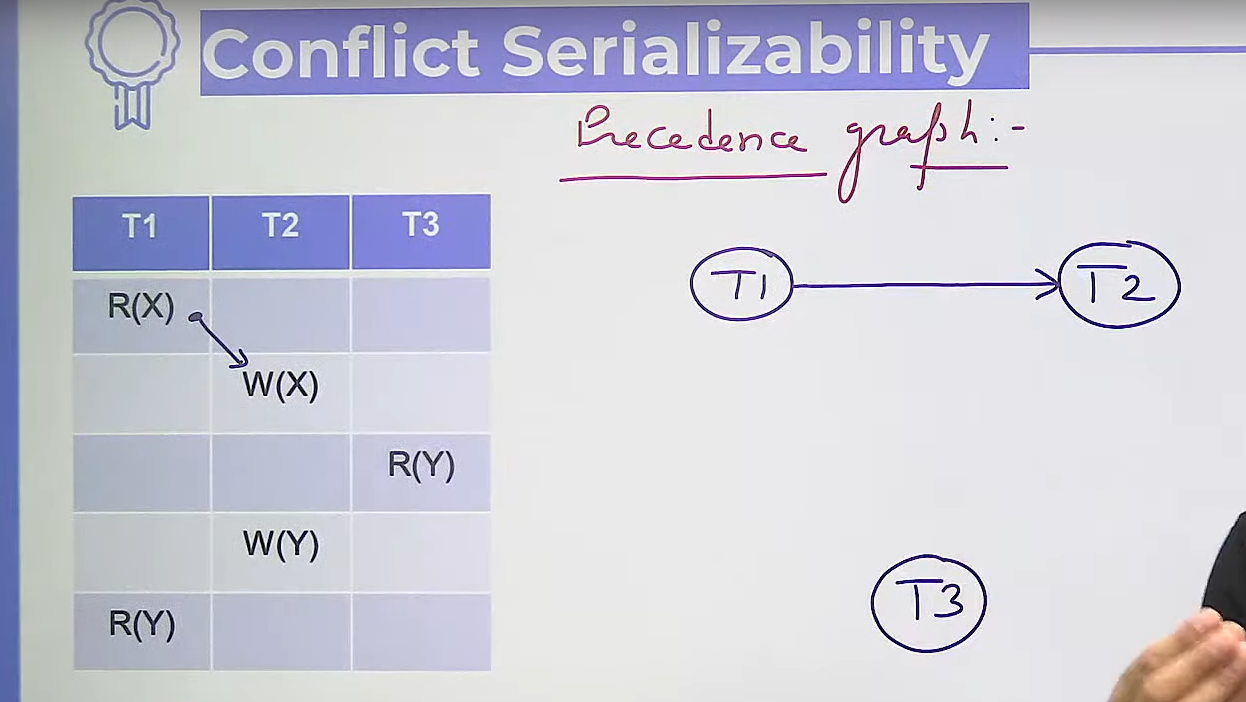 Conflict Serializability
Precedence graph:-
T1 T2 T3
R(X)
W(X)
R(Y)
W(Y)
R(Y)
T1 T2
T3